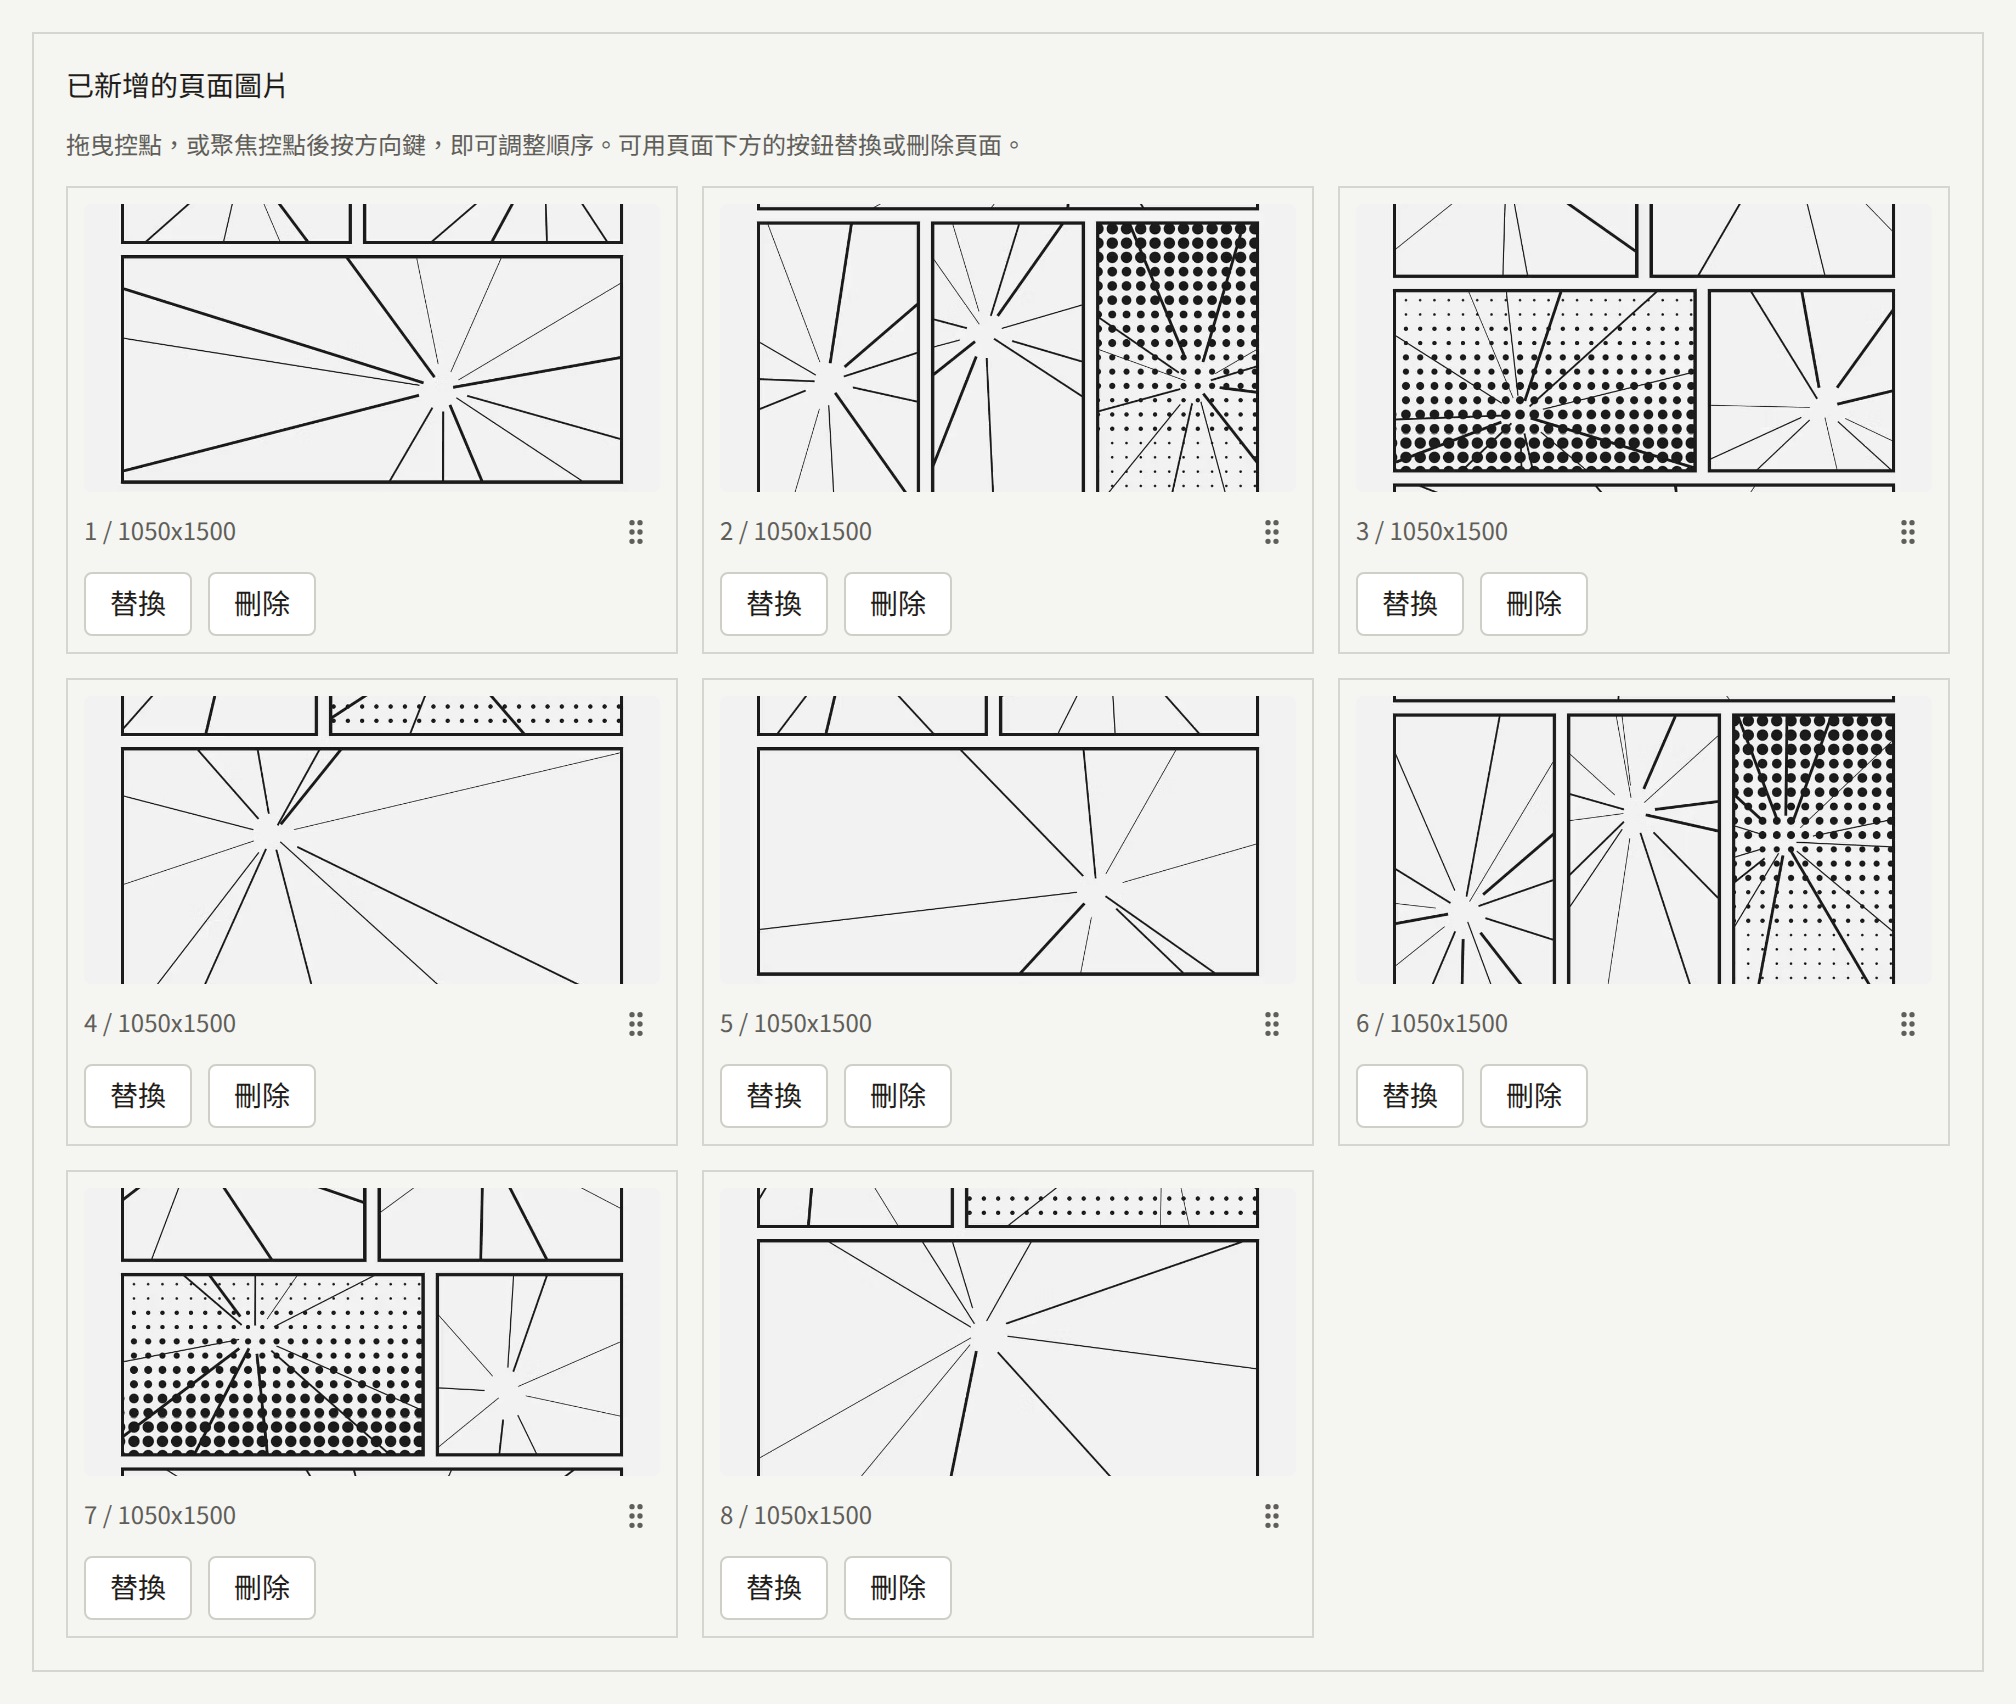 已新增的頁面圖片
拖曳控點，或聚焦控點後按方向鍵，即可調整順序。可用頁面下方的按鈕替換或刪除頁面。
1 / 1050x1500
替換
刪除
2 / 1050x1500
替換
刪除
3 / 1050x1500
替換
刪除
4 / 1050x1500
替換
刪除
5 / 1050x1500
替換
刪除
6 / 1050x1500
替換
刪除
7 / 1050x1500
替換
刪除
8 / 1050x1500
替換
刪除